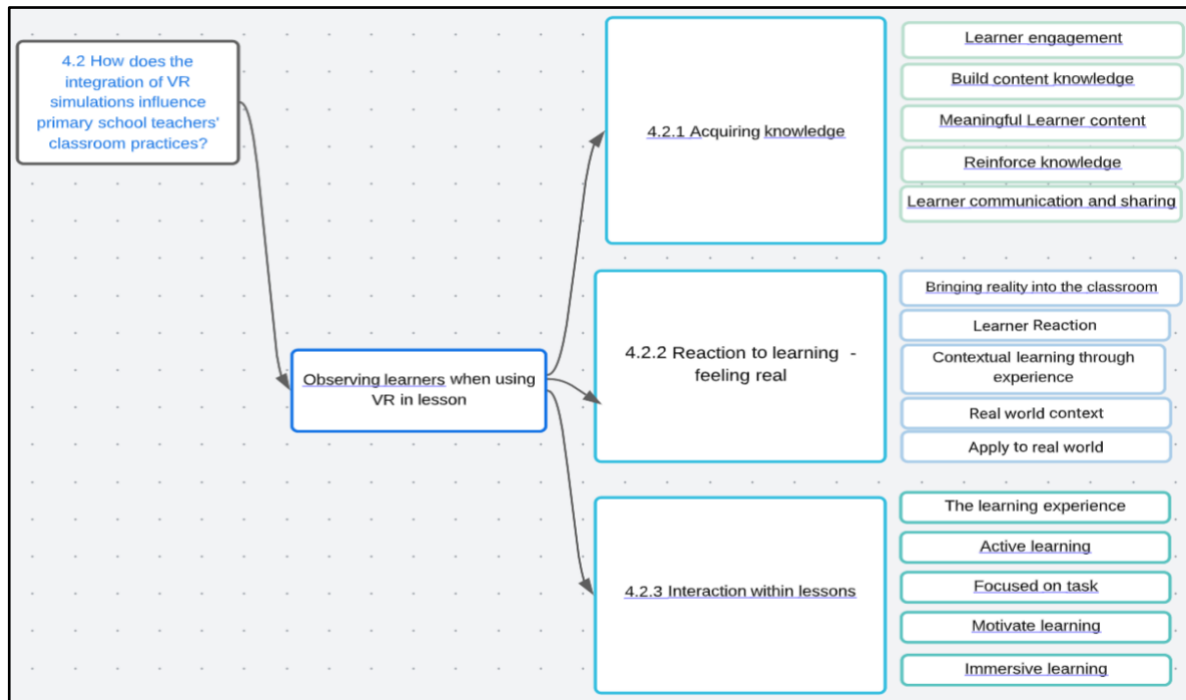 4.2 How does the
integration of VR
simulations influence
primary school teachers'
classroom practices?
Observing learners when using
VR in lesson
4.2.1 Acquiring knowledge
Learner engagement
Build content knowledge
Meaningful Learner content
Reinforce knowledge
Learner communication and sharing
4.2.2 Reaction to learning -
feeling real
Bringing reality into the classroom
Learner Reaction
Contextual learning through
experience
Real world context
Apply to real world
4.2.3 Interaction within lessons
The learning experience
Active learning
Focused on task
Motivate learning
Immersive learning